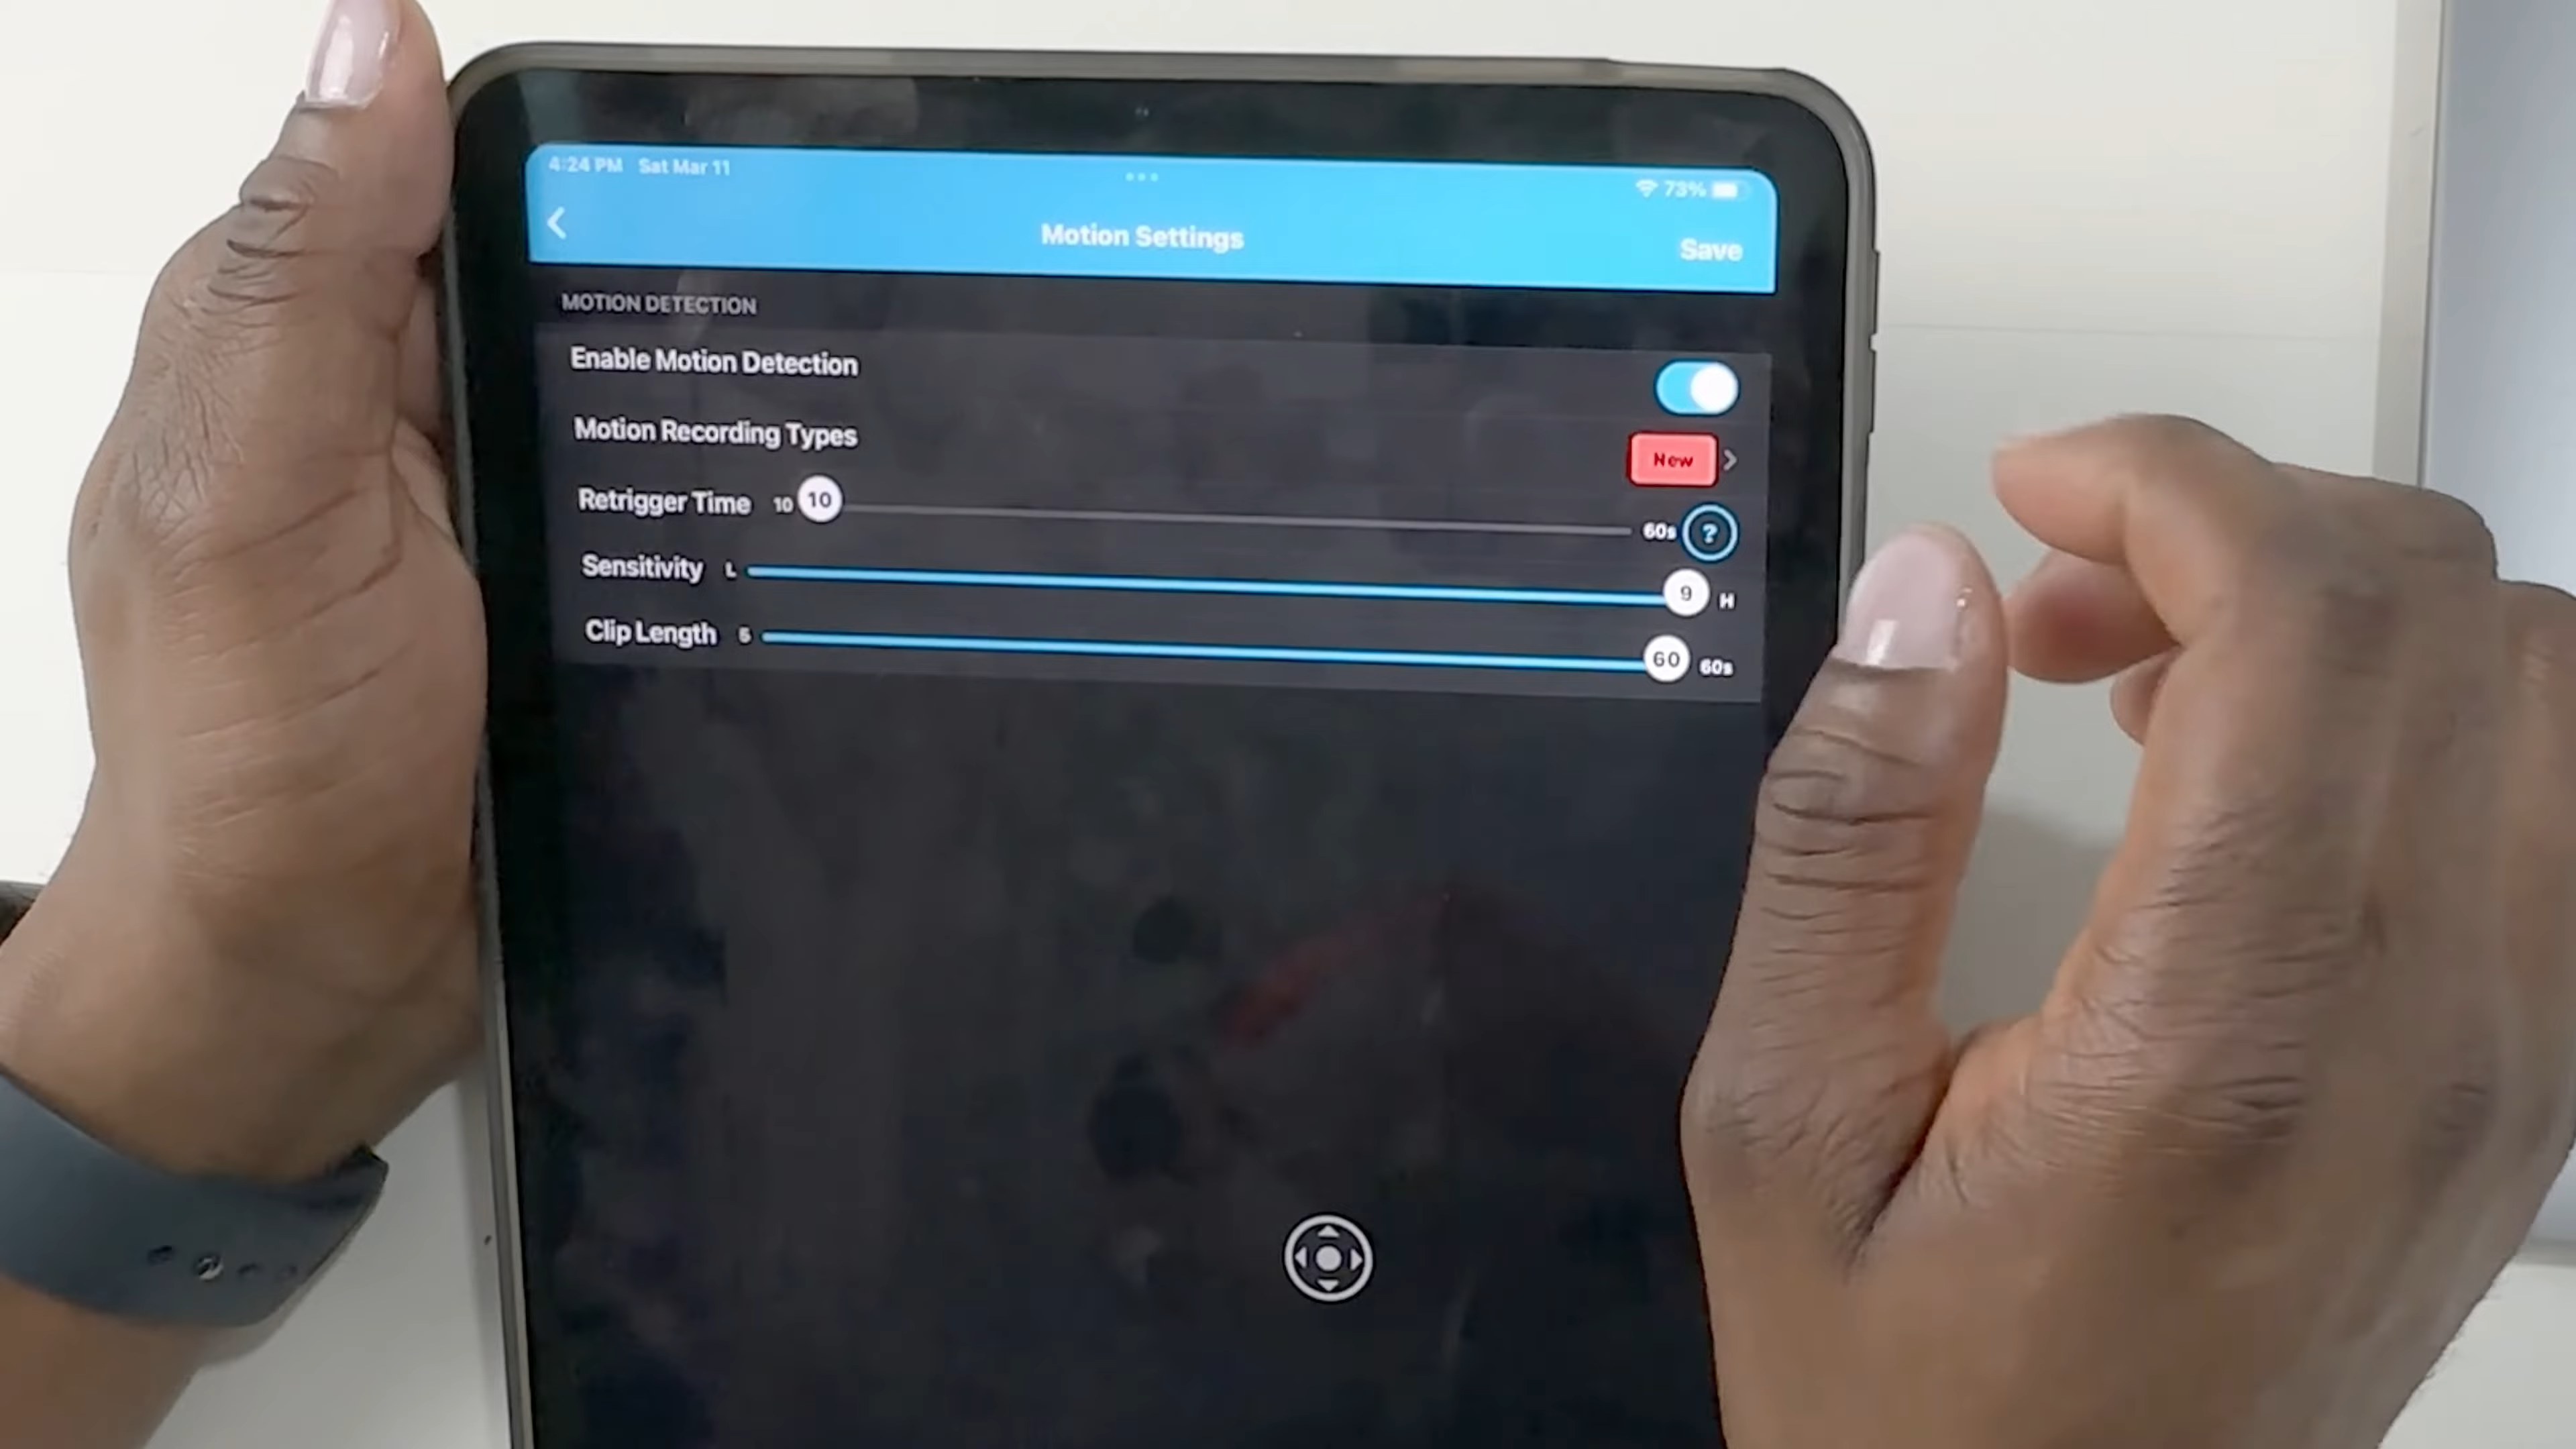 4:24 PM Sat Mar 11
73%
Motion Settings
Save
MOTION DETECTION
Enable Motion Detection
Motion Recording Types
New
Retrigger Time 10 10 60s ?
Sensitivity L 9 H
Clip Length 5 60 60s